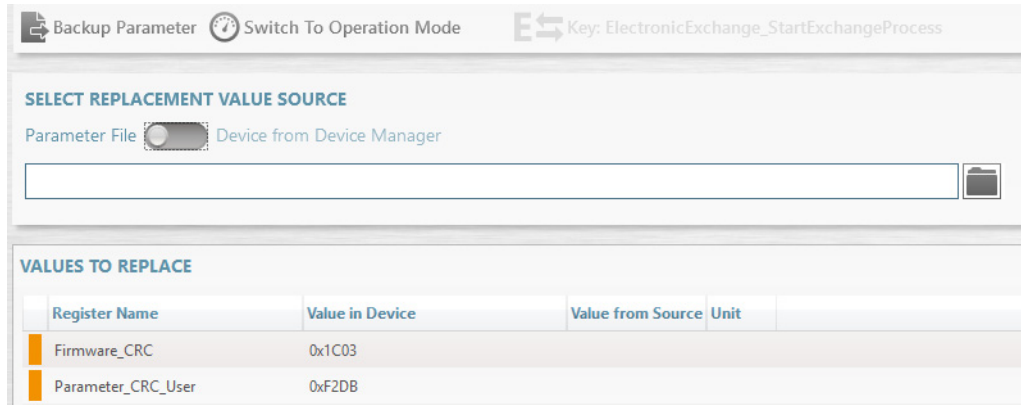 Backup Parameter Switch To Operation Mode Key: ElectronicExchange_StartExchangeProcess
SELECT REPLACEMENT VALUE SOURCE
Parameter File Device from Device Manager
VALUES TO REPLACE
Register Name Value in Device Value from Source Unit
Firmware_CRC 0x1C03
Parameter_CRC_User 0xF2DB